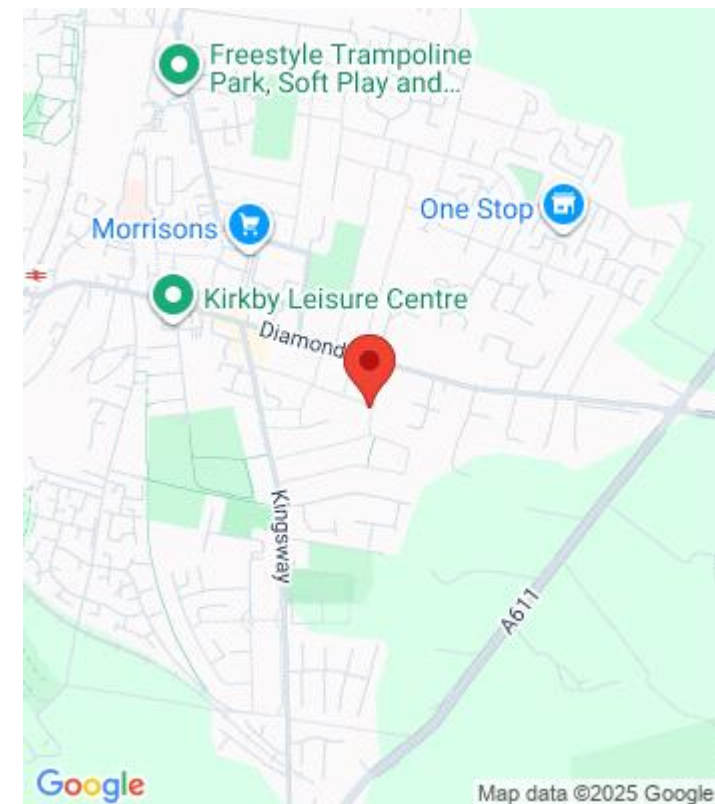 Freestyle Trampoline
Park, Soft Play and...
One Stop
Morrisons
Kirkby Leisure Centre
Diamond
Kingsway
A611
Google
Map data ©2025 Google